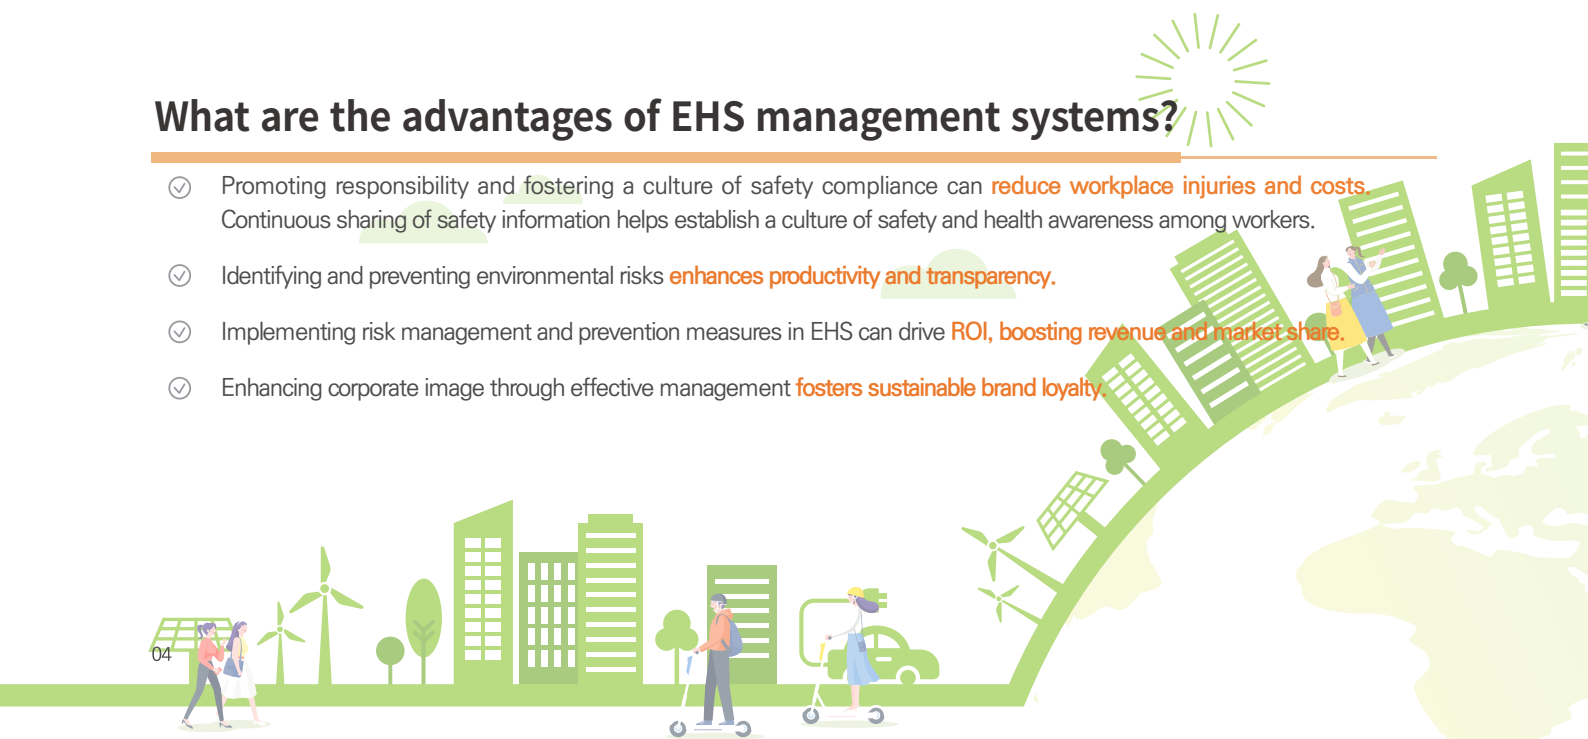 What are the advantages of EHS management systems?
Promoting responsibility and fostering a culture of safety compliance can reduce workplace injuries and costs.
Continuous sharing of safety information helps establish a culture of safety and health awareness among workers.
Identifying and preventing environmental risks enhances productivity and transparency.
Implementing risk management and prevention measures in EHS can drive ROI, boosting revenue and market share.
Enhancing corporate image through effective management fosters sustainable brand loyalty.
04